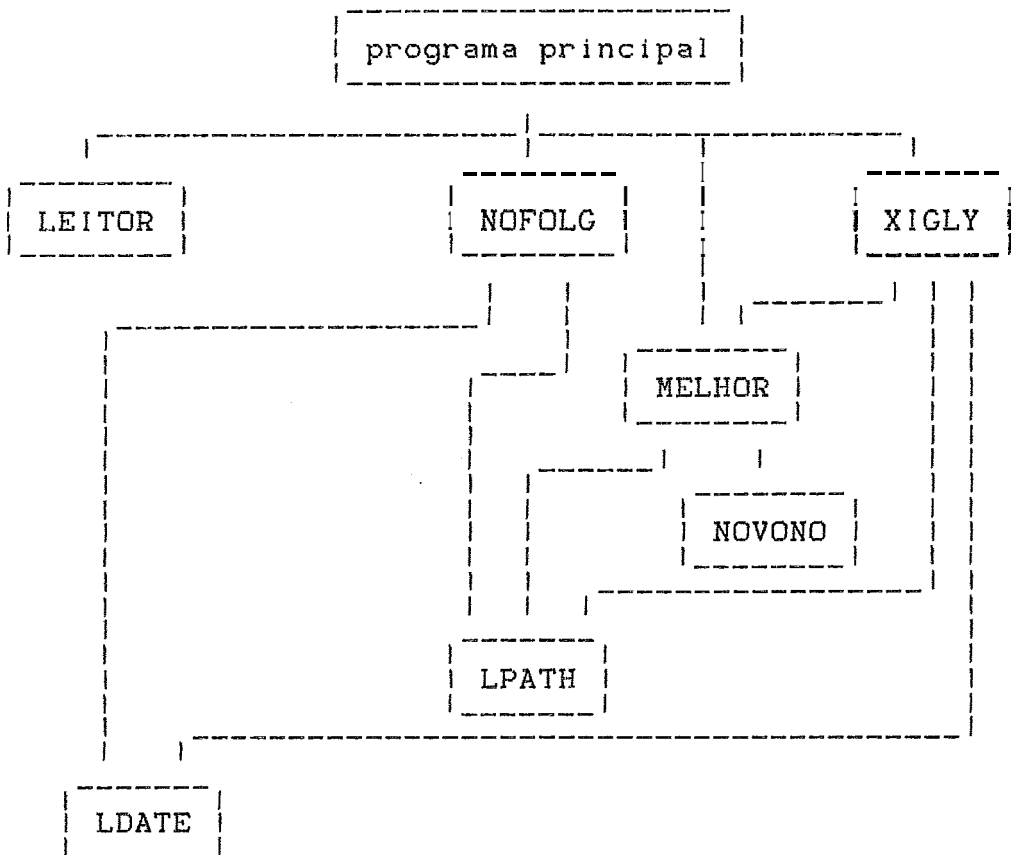 programa principal
LEITOR NOFOLG XIGLY
MELHOR
NOVONO
LPATH
LDATE